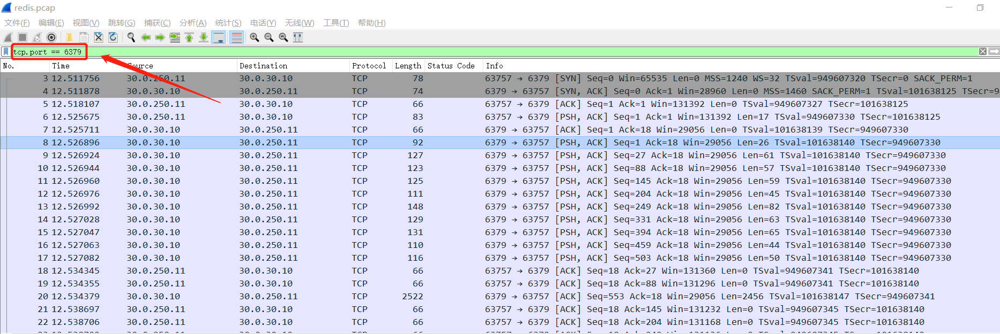 redis.pcap
文件(F) 编辑(E) 视图(V) 跳转(G) 捕获(C) 分析(A) 统计(S) 电话(Y) 无线(W) 工具(T) 帮助(H)
tcp.port == 6379
No. Time Source Destination Protocol Length Status Code Info
3 12.511756 30.0.250.11 30.0.30.10 TCP 78 63757 → 6379 [SYN] Seq=0 Win=65535 Len=0 MSS=1240 WS=32 TSval=949607320 TSecr=0 SACK_PERM=1
4 12.511878 30.0.30.10 30.0.250.11 TCP 74 6379 → 63757 [SYN, ACK] Seq=0 Ack=1 Win=28960 Len=0 MSS=1460 SACK_PERM=1 TSval=101638125 TSecr=9
5 12.518107 30.0.250.11 30.0.30.10 TCP 66 63757 → 6379 [ACK] Seq=1 Ack=1 Win=131392 Len=0 TSval=949607327 TSecr=101638125
6 12.525675 30.0.250.11 30.0.30.10 TCP 83 63757 → 6379 [PSH, ACK] Seq=1 Ack=1 Win=131392 Len=17 TSval=949607330 TSecr=101638125
7 12.525711 30.0.30.10 30.0.250.11 TCP 66 6379 → 63757 [ACK] Seq=1 Ack=18 Win=29056 Len=0 TSval=101638139 TSecr=949607330
8 12.526896 30.0.30.10 30.0.250.11 TCP 92 6379 → 63757 [PSH, ACK] Seq=1 Ack=18 Win=29056 Len=26 TSval=101638140 TSecr=949607330
9 12.526924 30.0.30.10 30.0.250.11 TCP 127 6379 → 63757 [PSH, ACK] Seq=27 Ack=18 Win=29056 Len=61 TSval=101638140 TSecr=949607330
10 12.526944 30.0.30.10 30.0.250.11 TCP 123 6379 → 63757 [PSH, ACK] Seq=88 Ack=18 Win=29056 Len=57 TSval=101638140 TSecr=949607330
11 12.526960 30.0.30.10 30.0.250.11 TCP 125 6379 → 63757 [PSH, ACK] Seq=145 Ack=18 Win=29056 Len=59 TSval=101638140 TSecr=949607330
12 12.526976 30.0.30.10 30.0.250.11 TCP 111 6379 → 63757 [PSH, ACK] Seq=204 Ack=18 Win=29056 Len=45 TSval=101638140 TSecr=949607330
13 12.526992 30.0.30.10 30.0.250.11 TCP 148 6379 → 63757 [PSH, ACK] Seq=249 Ack=18 Win=29056 Len=82 TSval=101638140 TSecr=949607330
14 12.527028 30.0.30.10 30.0.250.11 TCP 129 6379 → 63757 [PSH, ACK] Seq=331 Ack=18 Win=29056 Len=63 TSval=101638140 TSecr=949607330
15 12.527047 30.0.30.10 30.0.250.11 TCP 131 6379 → 63757 [PSH, ACK] Seq=394 Ack=18 Win=29056 Len=65 TSval=101638140 TSecr=949607330
16 12.527063 30.0.30.10 30.0.250.11 TCP 110 6379 → 63757 [PSH, ACK] Seq=459 Ack=18 Win=29056 Len=44 TSval=101638140 TSecr=949607330
17 12.527082 30.0.30.10 30.0.250.11 TCP 116 6379 → 63757 [PSH, ACK] Seq=503 Ack=18 Win=29056 Len=50 TSval=101638140 TSecr=949607330
18 12.534345 30.0.250.11 30.0.30.10 TCP 66 63757 → 6379 [ACK] Seq=18 Ack=27 Win=131360 Len=0 TSval=949607341 TSecr=101638140
19 12.534355 30.0.250.11 30.0.30.10 TCP 66 63757 → 6379 [ACK] Seq=18 Ack=88 Win=131296 Len=0 TSval=949607341 TSecr=101638140
20 12.534379 30.0.30.10 30.0.250.11 TCP 2522 6379 → 63757 [ACK] Seq=553 Ack=18 Win=29056 Len=2456 TSval=101638147 TSecr=949607341
21 12.538697 30.0.250.11 30.0.30.10 TCP 66 63757 → 6379 [ACK] Seq=18 Ack=145 Win=131232 Len=0 TSval=949607345 TSecr=101638140
22 12.538706 30.0.250.11 30.0.30.10 TCP 66 63757 → 6379 [ACK] Seq=18 Ack=204 Win=131168 Len=0 TSval=949607345 TSecr=101638140